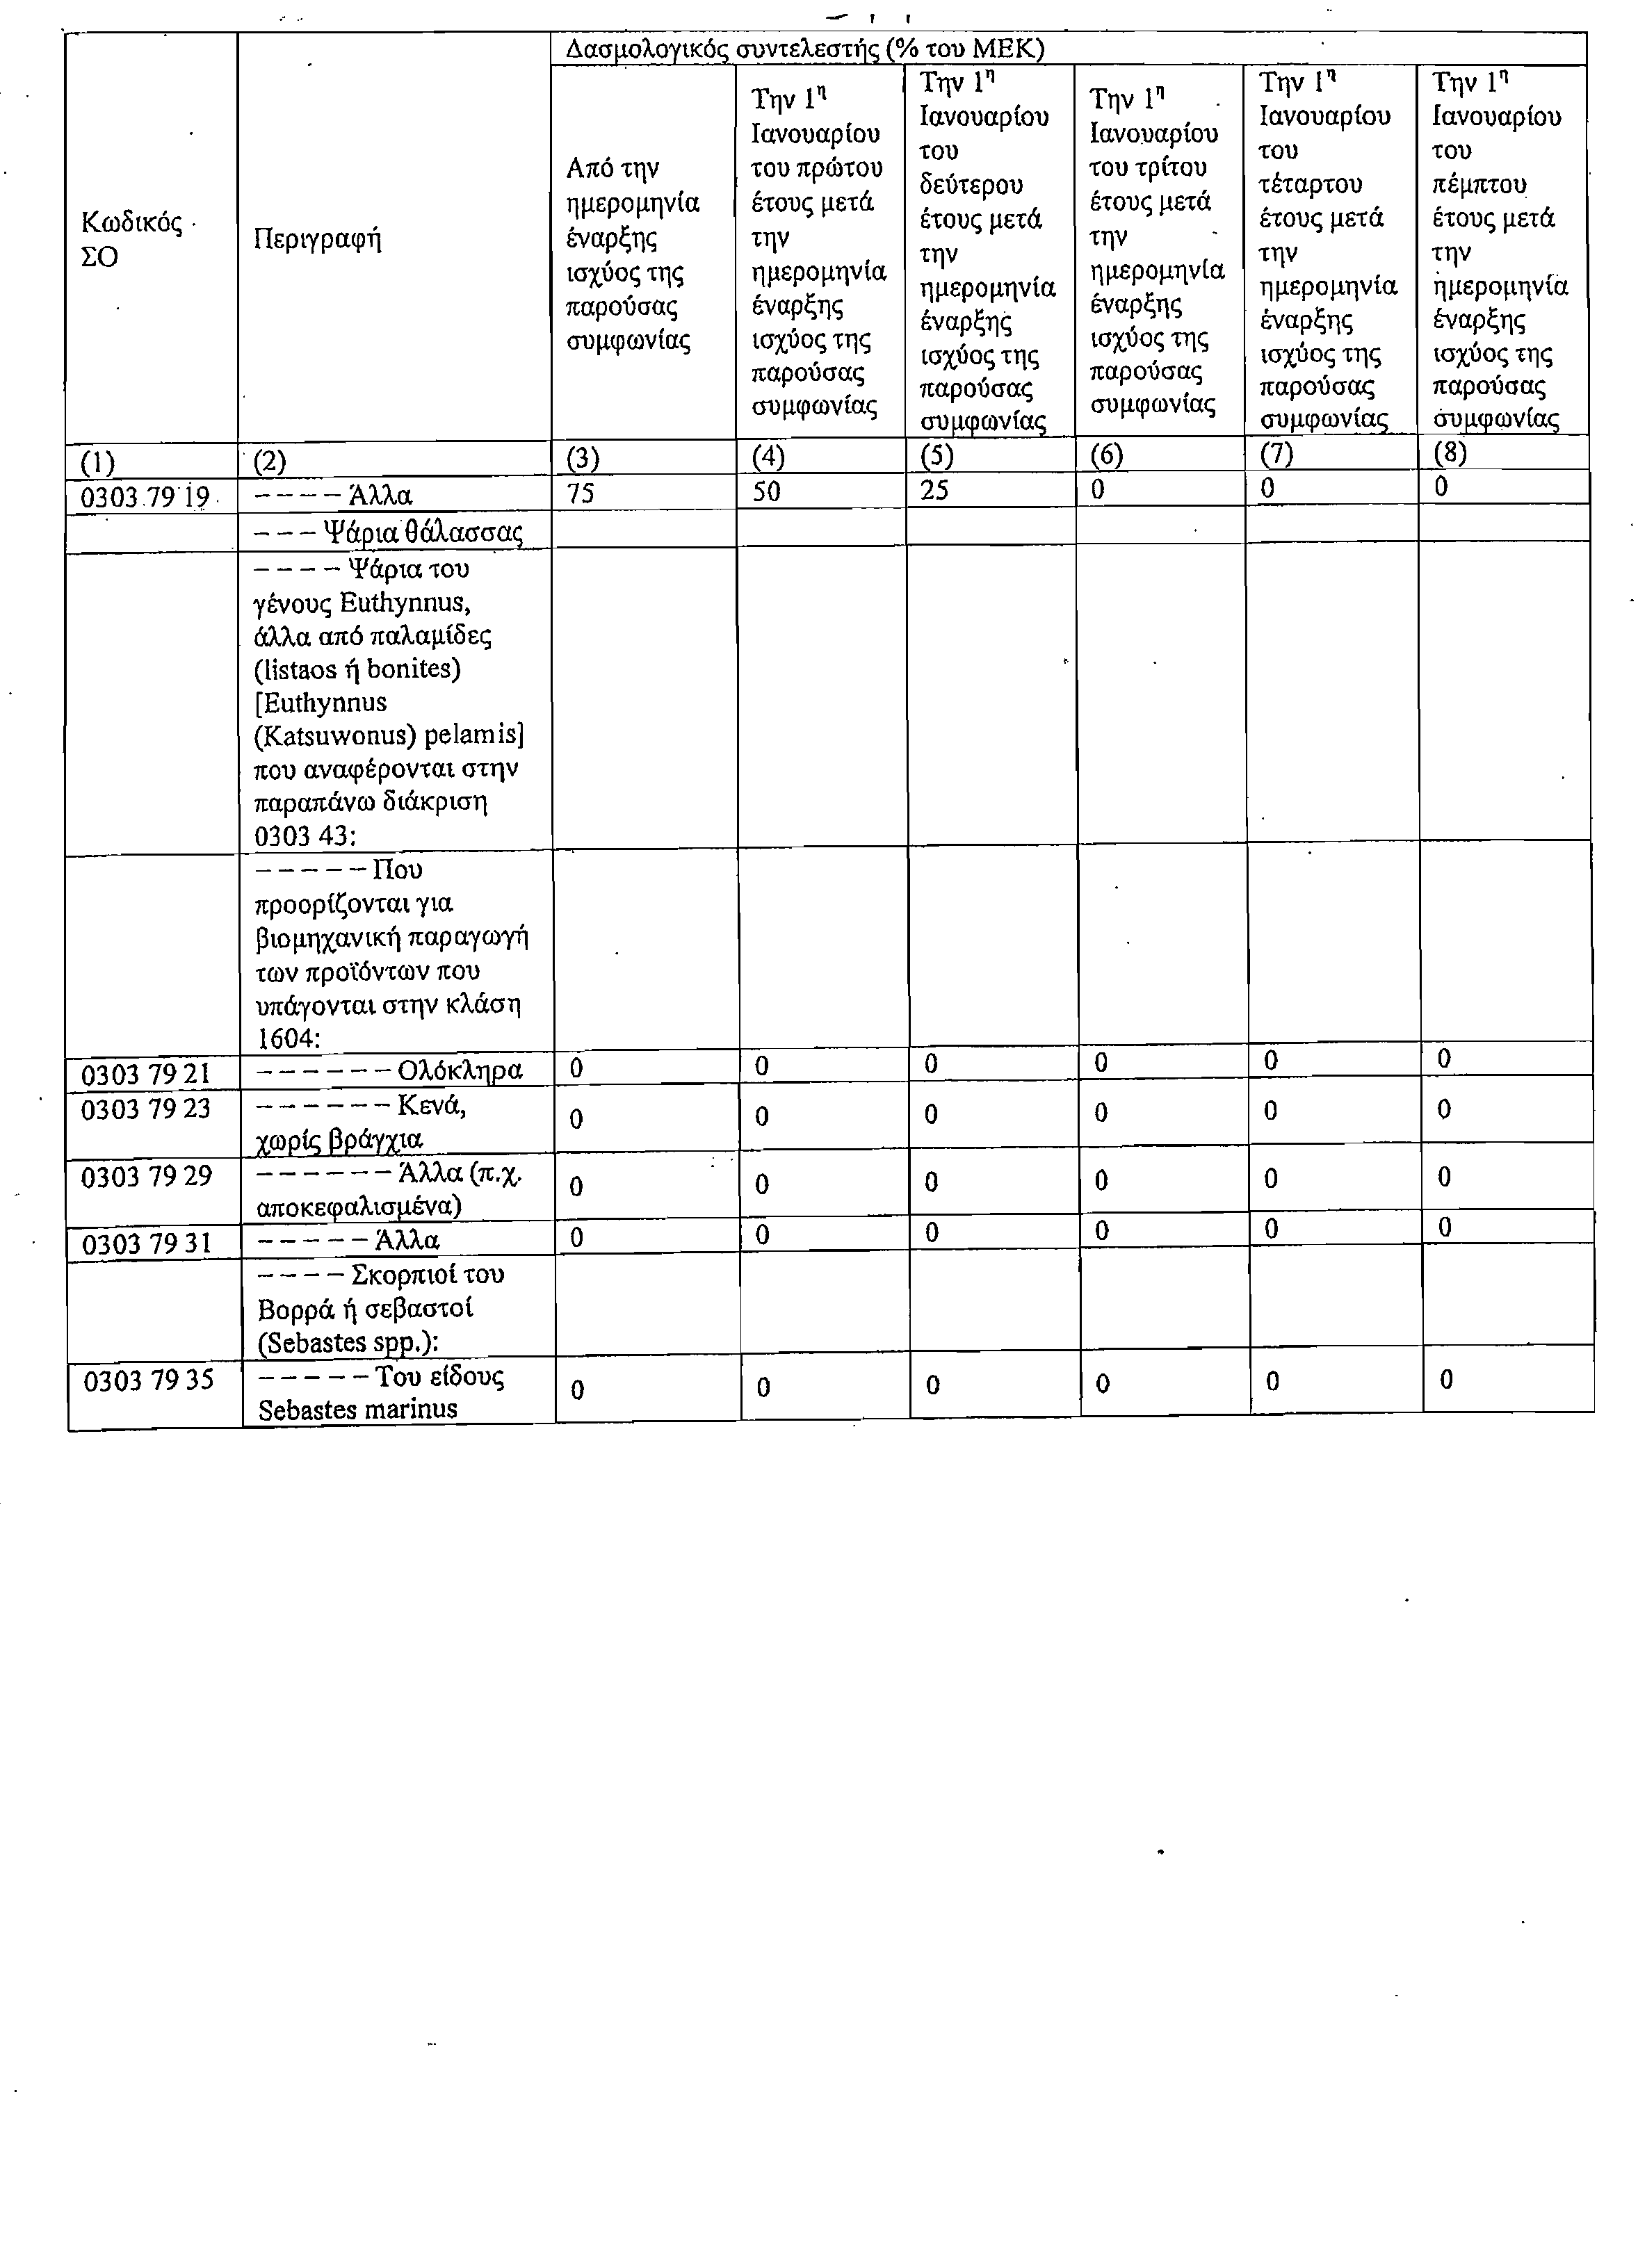 Δασμολογικός συντελεστής (% του ΜΕΚ)
Κωδικός
ΣΟ
Περιγραφή
Από την
ημερομηνία
έναρξης
ισχύος της
παρούσας
συμφωνίας
Την 1η
Ιανουαρίου
του πρώτου
έτους μετά
την
ημερομηνία
έναρξης
ισχύος της
παρούσας
συμφωνίας
Την 1η
Ιανουαρίου
του
δεύτερου
έτους μετά
την
ημερομηνία
έναρξης
ισχύος της
παρούσας
συμφωνίας
Την 1η
Ιανουαρίου
του τρίτου
έτους μετά
την
ημερομηνία
έναρξης
ισχύος της
παρούσας
συμφωνίας
Την 1η
Ιανουαρίου
του
τέταρτου
έτους μετά
την
ημερομηνία
έναρξης
ισχύος της
παρούσας
συμφωνίας
Την 1η
Ιανουαρίου
του
πέμπτου
έτους μετά
την
ημερομηνία
έναρξης
ισχύος της
παρούσας
συμφωνίας
(1) (2) (3) (4) (5) (6) (7) (8)
0303 79 19 – – – – Άλλα 75 50 25 0 0 0
– – – Ψάρια θάλασσας
– – – – Ψάρια του
γένους Euthynnus,
άλλα από παλαμίδες
(listaos ή bonites)
[Euthynnus
(Katsuwonus) pelamis]
που αναφέρονται στην
παραπάνω διάκριση
0303 43:
– – – – – Που
προορίζονται για
βιομηχανική παραγωγή
των προϊόντων που
υπάγονται στην κλάση
1604:
0303 79 21 – – – – – – Ολόκληρα 0 0 0 0 0 0
0303 79 23 – – – – – – Κενά,
χωρίς βράγχια 0 0 0 0 0 0
0303 79 29 – – – – – – Άλλα (π.χ.
αποκεφαλισμένα) 0 0 0 0 0 0
0303 79 31 – – – – – Άλλα 0 0 0 0 0 0
– – – – Σκορπιοί του
Βορρά ή σεβαστοί
(Sebastes spp.):
0303 79 35 – – – – – Του είδους
Sebastes marinus 0 0 0 0 0 0